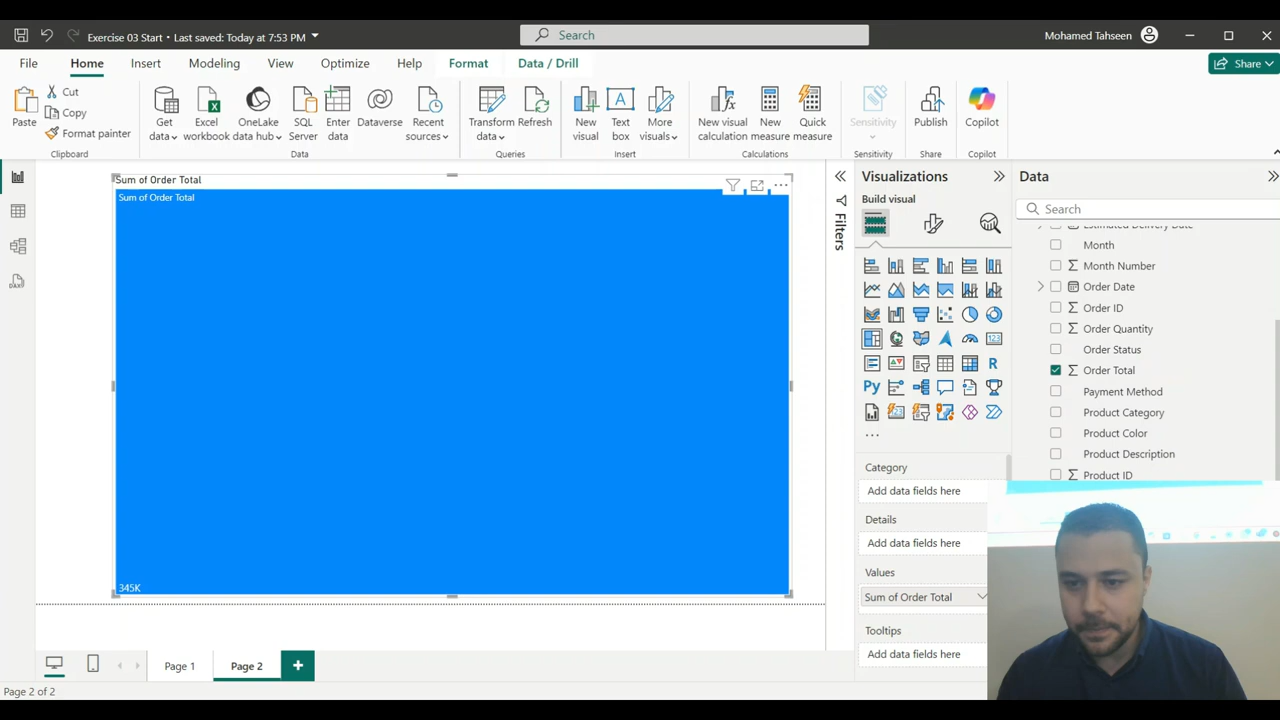 Exercise 03 Start • Last saved: Today at 7:53 PM
Search
Mohamed Tahseen
File
Home
Insert
Modeling
View
Optimize
Help
Format
Data / Drill
Share
Paste
Cut
Copy
Format painter
Clipboard
Get data
Excel workbook
OneLake data hub
SQL Server
Enter data
Dataverse
Recent sources
Data
Transform data
Refresh
Queries
New visual
Text box
More visuals
Insert
New visual calculation
New measure
Quick measure
Calculations
Sensitivity
Sensitivity
Publish
Share
Copilot
Copilot
Sum of Order Total
Sum of Order Total
345K
Filters
Visualizations
Build visual
R
Py
123
Category
Add data fields here
Details
Add data fields here
Values
Sum of Order Total
Tooltips
Add data fields here
Data
Search
Estimated Delivery Date
Month
Month Number
Order Date
Order ID
Order Quantity
Order Status
Order Total
Payment Method
Product Category
Product Color
Product Description
Product ID
Page 1
Page 2
Page 2 of 2